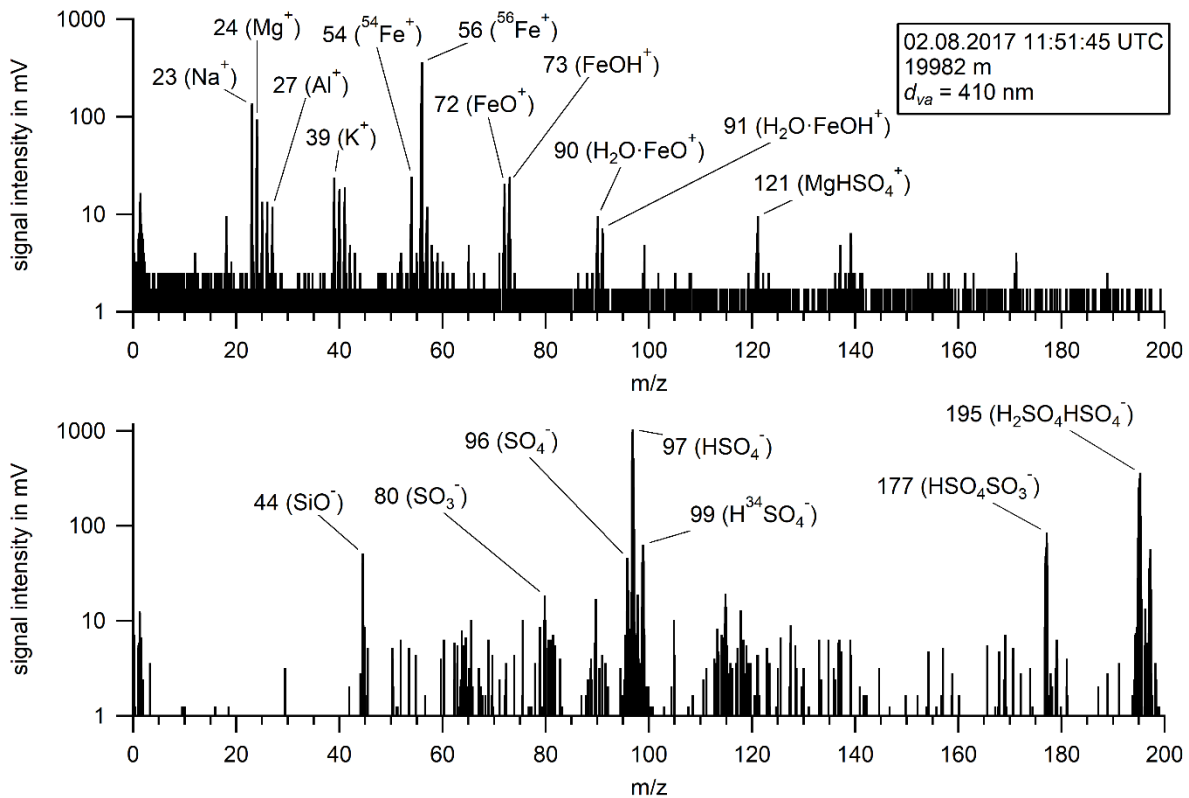 1000
100
10
1
signal intensity in mV
24 (Mg⁺)
54 (⁵⁴Fe⁺)
56 (⁵⁶Fe⁺)
02.08.2017 11:51:45 UTC
19982 m
d_va = 410 nm
23 (Na⁺)
27 (Al⁺)
73 (FeOH⁺)
72 (FeO⁺)
39 (K⁺)
91 (H₂O·FeOH⁺)
90 (H₂O·FeO⁺)
121 (MgHSO₄⁺)
0 20 40 60 80 100 120 140 160 180 200
m/z
1000
100
10
1
signal intensity in mV
195 (H₂SO₄HSO₄⁻)
96 (SO₄⁻)
97 (HSO₄⁻)
177 (HSO₄SO₃⁻)
44 (SiO⁻)
80 (SO₃⁻)
99 (H³⁴SO₄⁻)
0 20 40 60 80 100 120 140 160 180 200
m/z